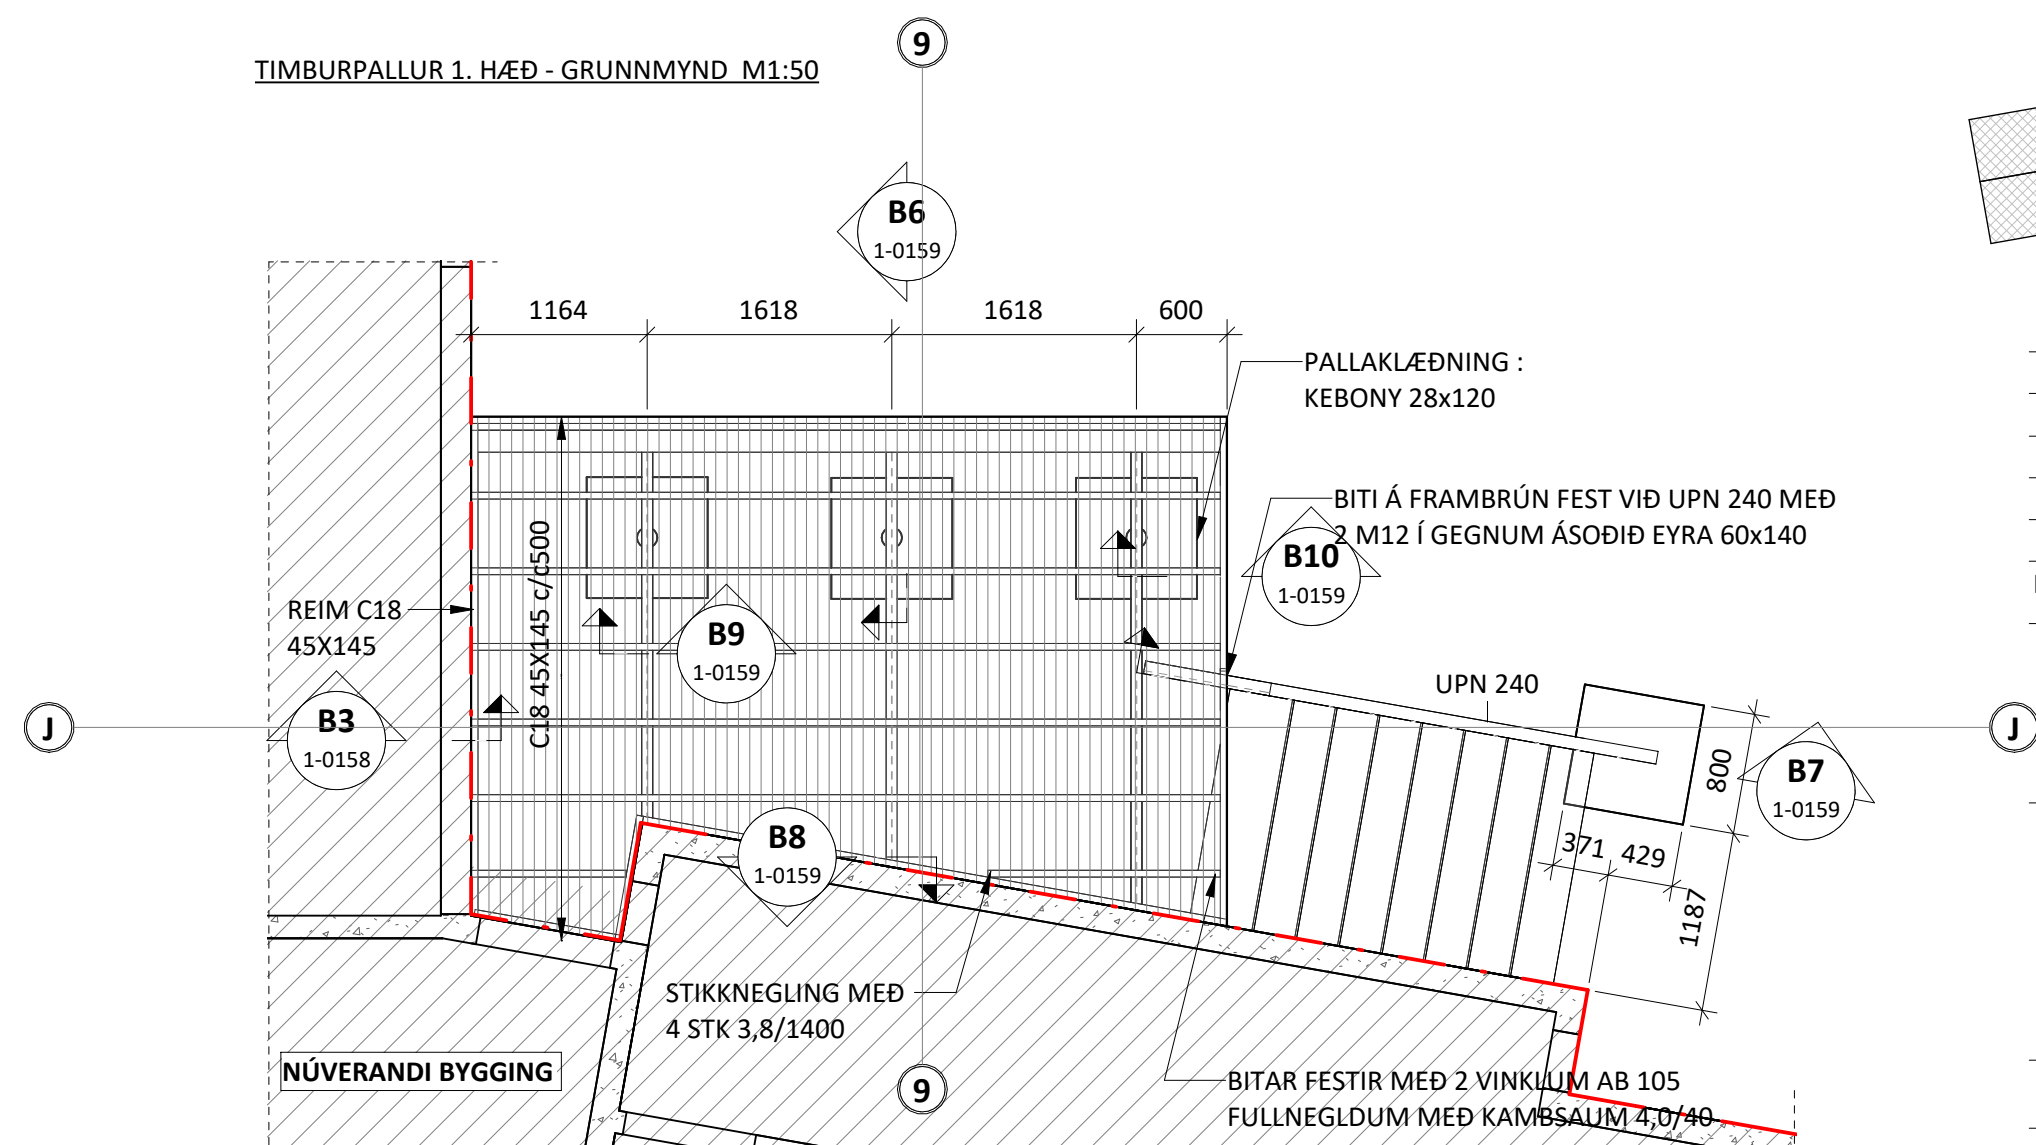 9
TIMBURPALLUR 1. HÆÐ - GRUNNMYND M1:50
B6
1-0159
1164
1618
1618
600
PALLAKLÆÐNING :
KEBONY 28x120
BITI Á FRAMBRÚN FEST VIÐ UPN 240 MEÐ
2 M12 Í GEGNUM ÁSOÐIÐ EYRA 60x140
B10
1-0159
C18 45X145 c/c500
REIM C18
45X145
B9
1-0159
UPN 240
J
B3
1-0158
J
B7
1-0159
800
B8
1-0159
371
429
1187
STIKKNEGLING MEÐ
4 STK 3,8/1400
NÚVERANDI BYGGING
9
BITAR FESTIR MEÐ 2 VINKLUM AB 105
FULLNEGLDUM MEÐ KAMBSAUM 4,0/40